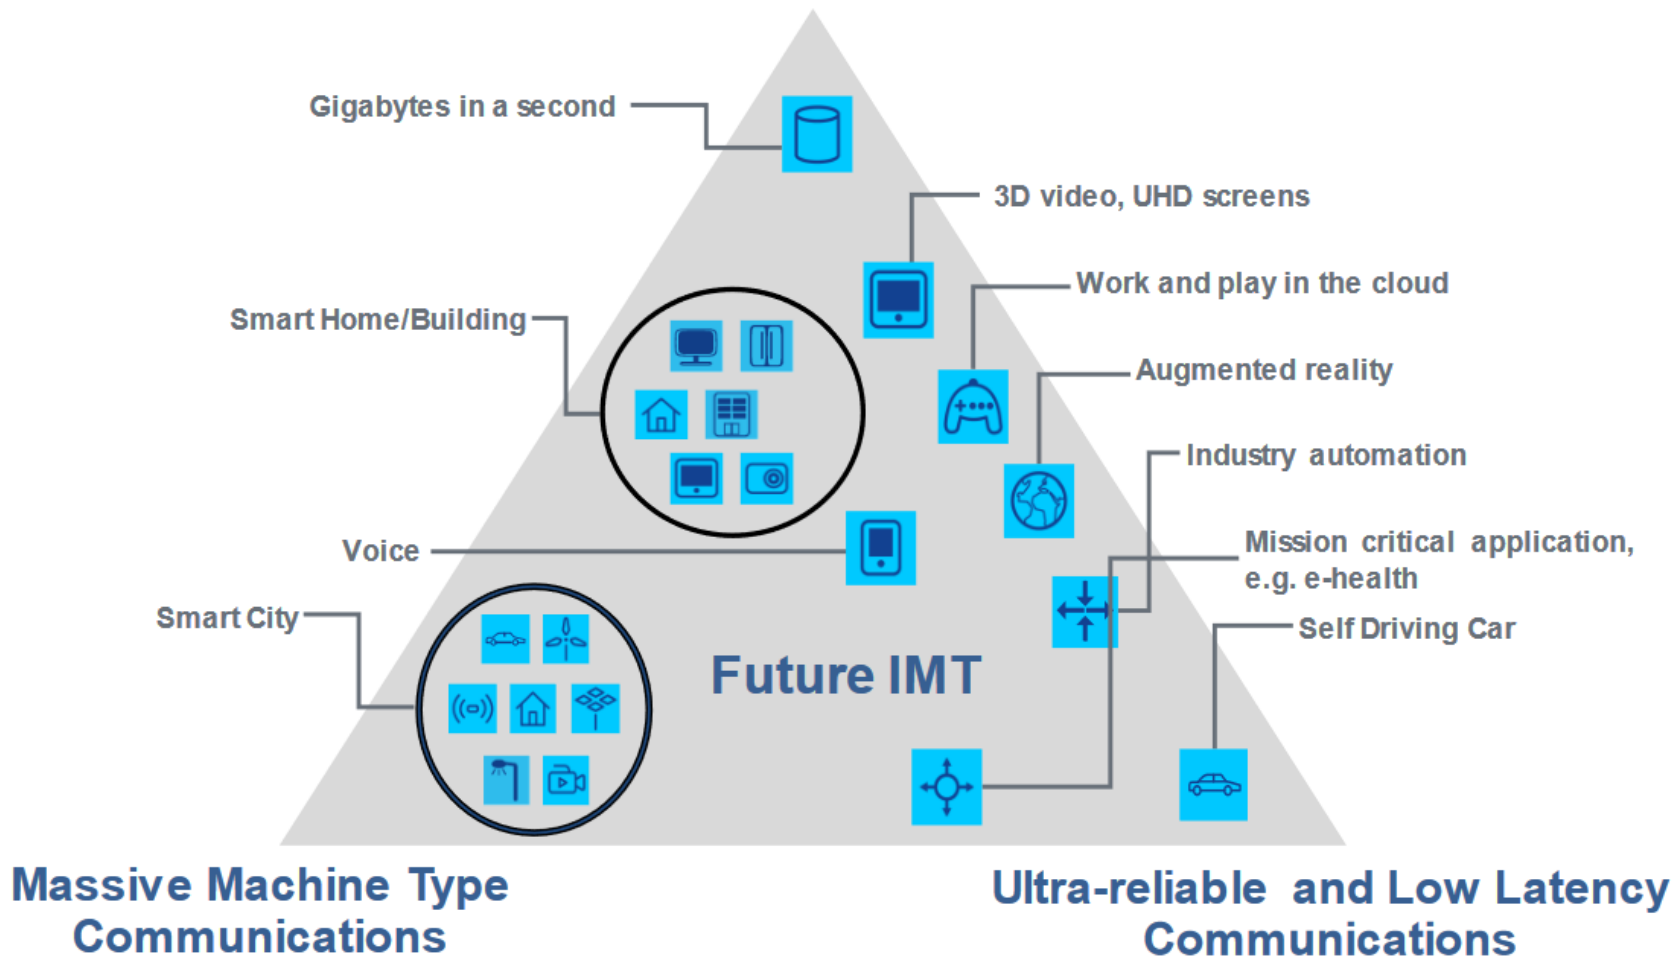 Gigabytes in a second
3D video, UHD screens
Work and play in the cloud
Smart Home/Building
Augmented reality
Industry automation
Voice
Mission critical application,
e.g. e-health
Smart City
Self Driving Car
Future IMT
Massive Machine Type
Communications
Ultra-reliable and Low Latency
Communications